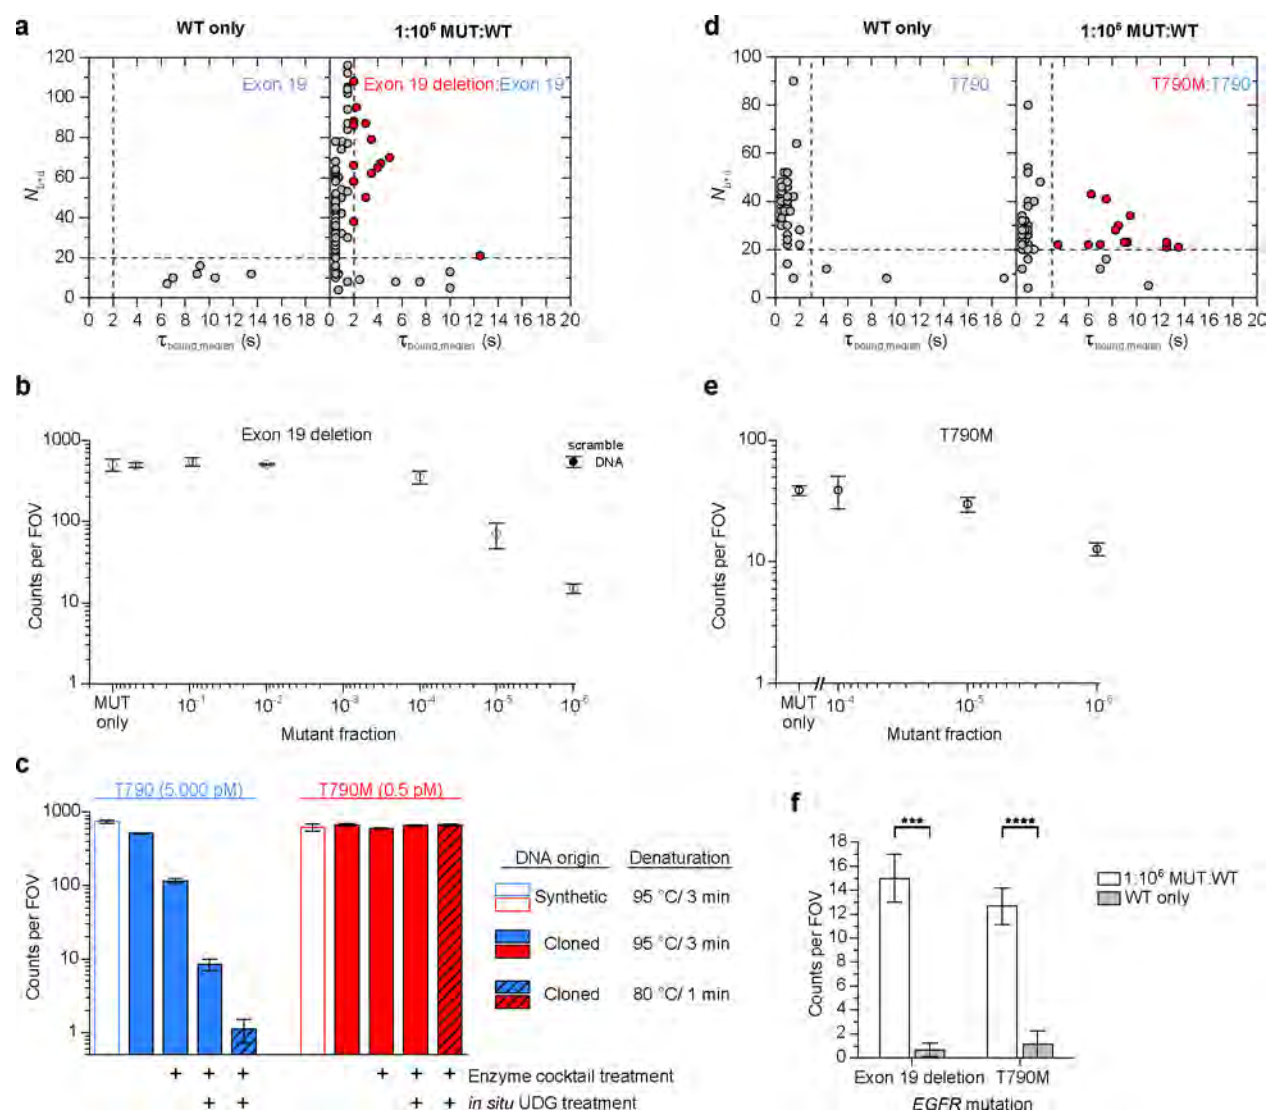 a
WT only
1:10⁶ MUT:WT
Exon 19
Exon 19 deletion:Exon 19
120
100
80
60
40
20
0
N_b+d
0 2 4 6 8 10 12 14 16 18
0 2 4 6 8 10 12 14 16 18 20
τ_bound,median (s)
τ_bound,median (s)
d
WT only
1:10⁶ MUT:WT
T790
T790M:T790
100
80
60
40
20
0
N_b+d
0 2 4 6 8 10 12 14 16 18
0 2 4 6 8 10 12 14 16 18 20
τ_bound,median (s)
τ_bound,median (s)
b
Exon 19 deletion
scramble
DNA
1000
100
10
1
Counts per FOV
MUT only
10⁻¹ 10⁻² 10⁻³ 10⁻⁴ 10⁻⁵ 10⁻⁶
Mutant fraction
e
T790M
100
10
1
Counts per FOV
MUT only
10⁻⁴ 10⁻⁵ 10⁻⁶
Mutant fraction
c
T790 (5,000 pM)
T790M (0.5 pM)
1000
100
10
1
Counts per FOV
+ + + + + + Enzyme cocktail treatment
+ + + + in situ UDG treatment
DNA origin Denaturation
Synthetic 95 °C/ 3 min
Cloned 95 °C/ 3 min
Cloned 80 °C/ 1 min
f
18
16
14
12
10
8
6
4
2
0
Counts per FOV
*** ****
1:10⁶ MUT:WT
WT only
Exon 19 deletion T790M
EGFR mutation